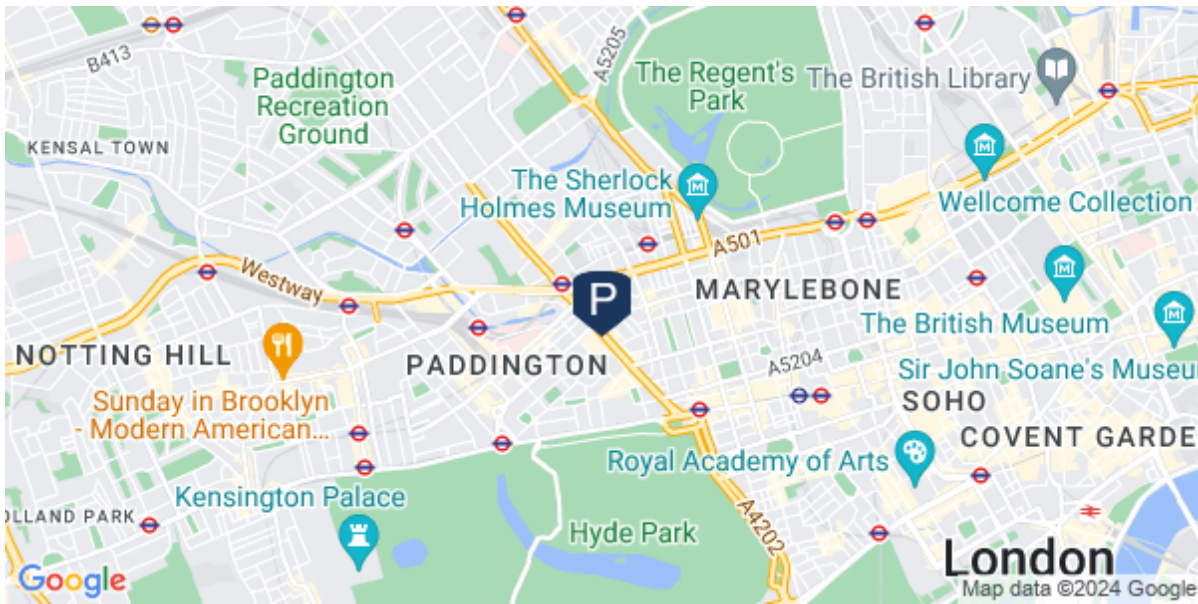 B413
A5205
Paddington
Recreation
Ground
The Regent's
Park
The British Library
KENSAL TOWN
The Sherlock
Holmes Museum
Wellcome Collection
A501
Westway
P
MARYLEBONE
The British Museum
NOTTING HILL
PADDINGTON
A5204
Sir John Soane's Museu
Sunday in Brooklyn
- Modern American...
SOHO
COVENT GARDE
Royal Academy of Arts
Kensington Palace
OLLAND PARK
A4202
Hyde Park
London
Google
Map data ©2024 Google